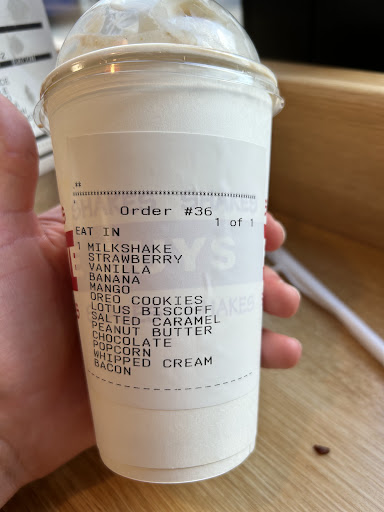 **
Order #36
1 of 1
EAT IN
1 MILKSHAKE
STRAWBERRY
VANILLA
BANANA
MANGO
OREO COOKIES
LOTUS BISCOFF
SALTED CARAMEL
PEANUT BUTTER
CHOCOLATE
POPCORN
WHIPPED CREAM
BACON